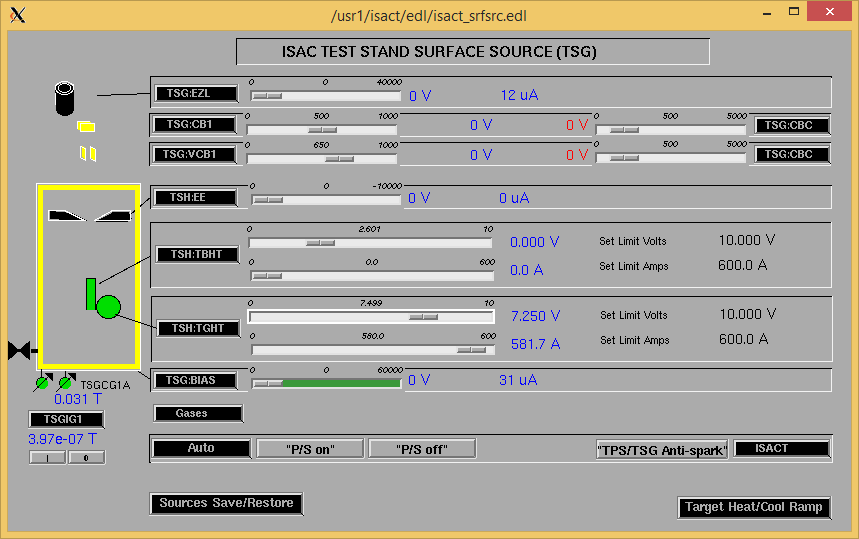 /usr1/isact/edl/isact_srfsrc.edl
ISAC TEST STAND SURFACE SOURCE (TSG)
0 0 40000
TSG:EZL 0 V 12 uA
0 500 1000 0 500 5000
TSG:CB1 0 V 0 V TSG:CBC
0 650 1000 0 500 5000
TSG:VCB1 0 V 0 V TSG:CBC
0 0 -10000
TSH:EE 0 V 0 uA
0 2.601 10
0.000 V Set Limit Volts 10.000 V
TSH:TBHT
0 0.0 600
0.0 A Set Limit Amps 600.0 A
0 7.499 10
7.250 V Set Limit Volts 10.000 V
TSH:TGHT
0 580.0 600
581.7 A Set Limit Amps 600.0 A
0 0 60000
TSG:BIAS 0 V 31 uA
TSGCG1A
0.031 T
TSGIG1
3.97e-07 T
I 0
Gases
Auto "P/S on" "P/S off" "TPS/TSG Anti-spark" ISACT
Sources Save/Restore Target Heat/Cool Ramp